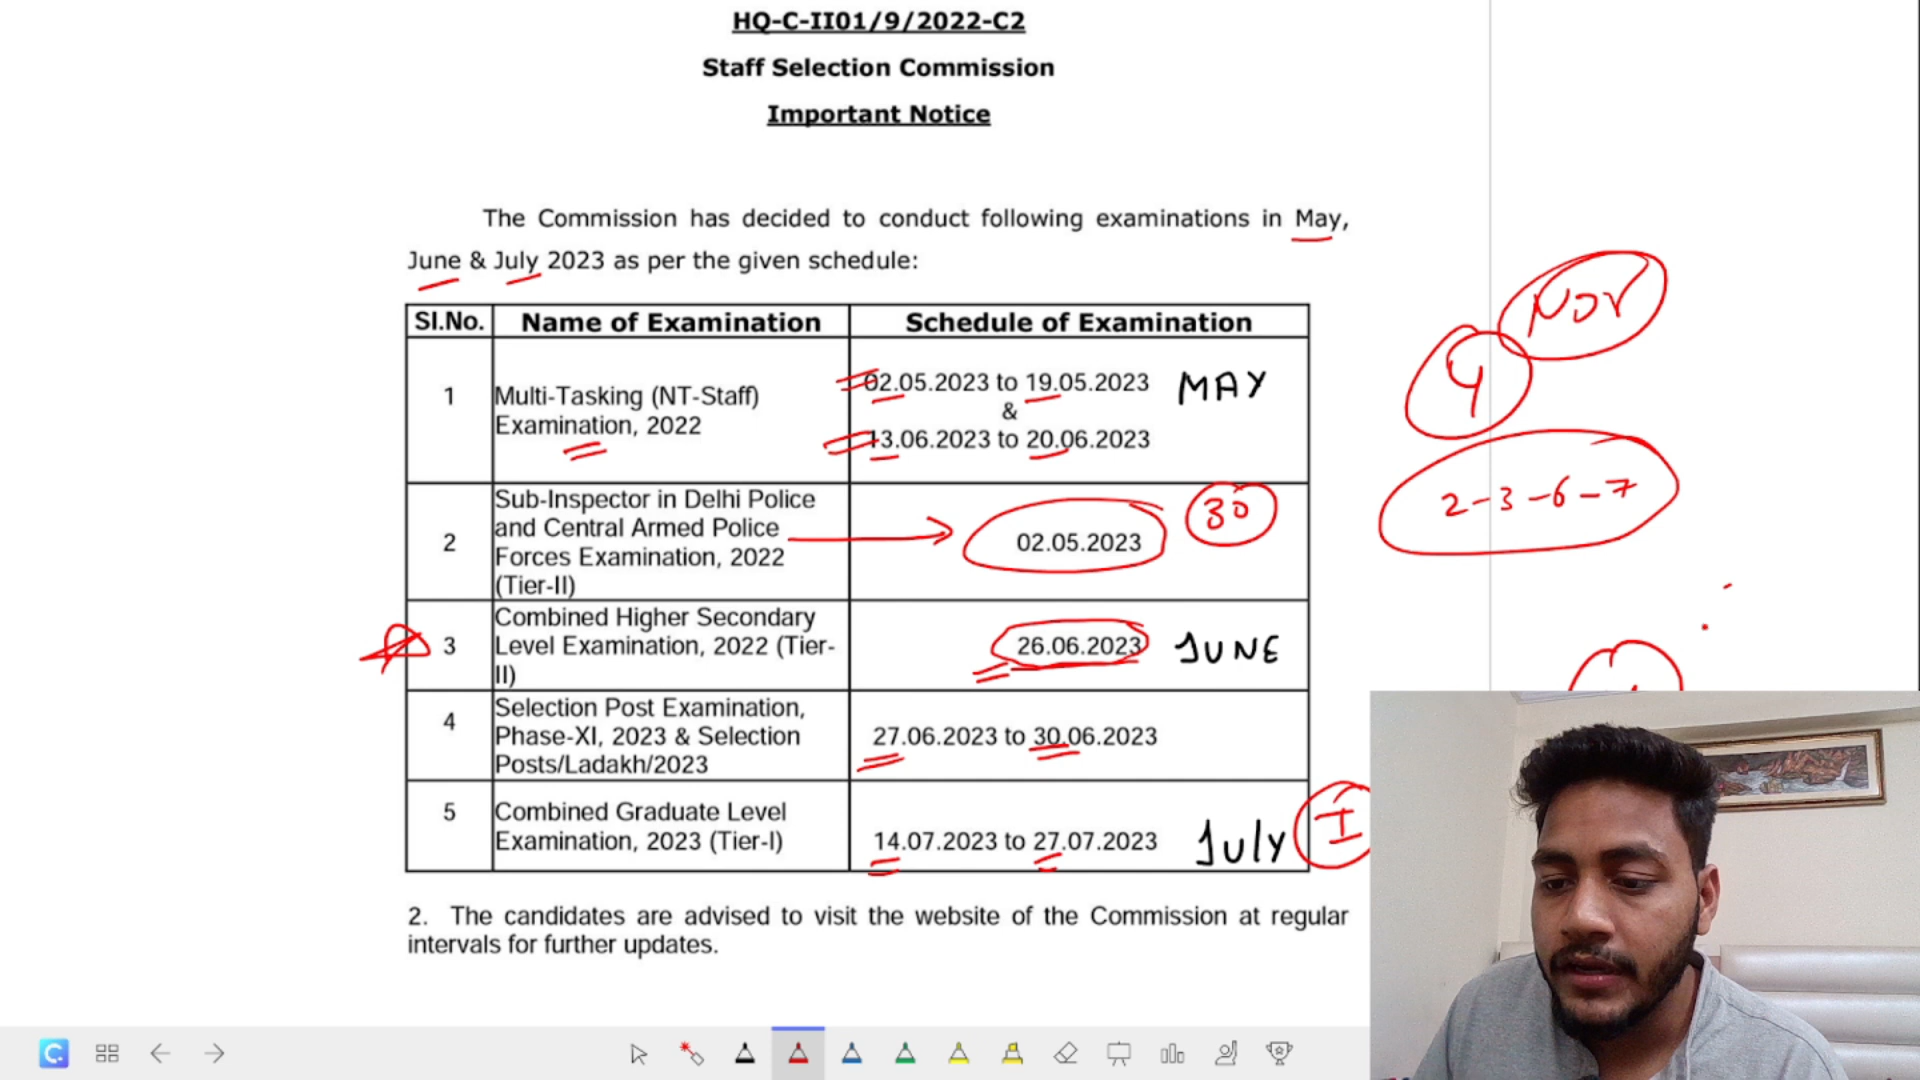 HQ-C-II01/9/2022-C2
Staff Selection Commission
Important Notice
The Commission has decided to conduct following examinations in May,
June & July 2023 as per the given schedule:
Sl.No. Name of Examination Schedule of Examination
1 Multi-Tasking (NT-Staff)
Examination, 2022
02.05.2023 to 19.05.2023 MAY
&
13.06.2023 to 20.06.2023
2 Sub-Inspector in Delhi Police
and Central Armed Police
Forces Examination, 2022
(Tier-II)
02.05.2023 30
3 Combined Higher Secondary
Level Examination, 2022 (Tier-
II)
26.06.2023 JUNE
4 Selection Post Examination,
Phase-XI, 2023 & Selection
Posts/Ladakh/2023
27.06.2023 to 30.06.2023
5 Combined Graduate Level
Examination, 2023 (Tier-I)
14.07.2023 to 27.07.2023 July I
2. The candidates are advised to visit the website of the Commission at regular
intervals for further updates.
Nov
4
2-3-6-7